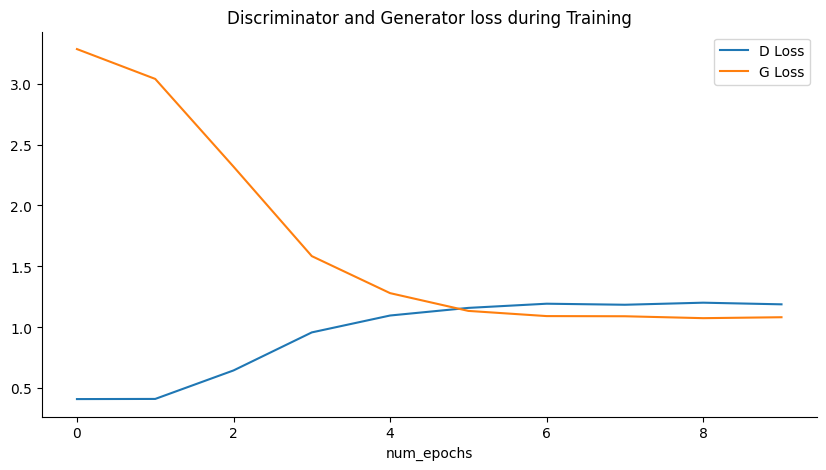 Discriminator and Generator loss during Training
D Loss
G Loss
3.0
2.5
2.0
1.5
1.0
0.5
0 2 4 6 8
num_epochs